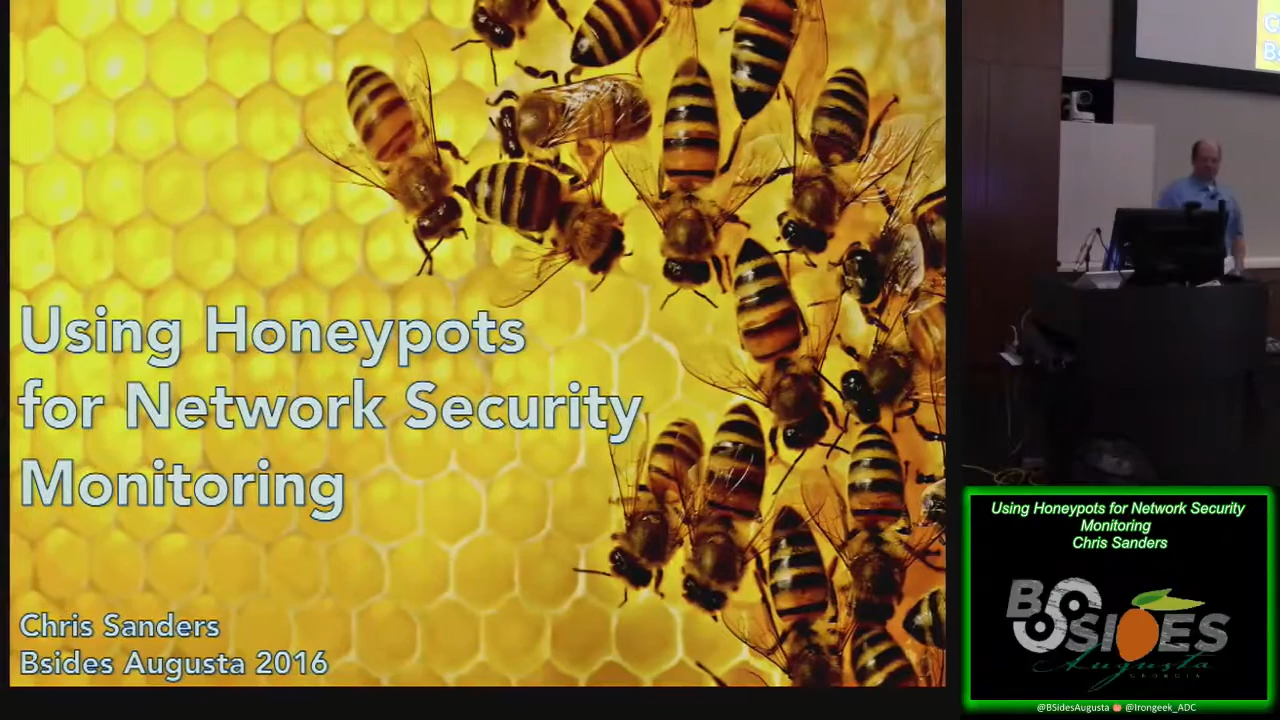 Using Honeypots
for Network Security
Monitoring
Chris Sanders
Bsides Augusta 2016
Using Honeypots for Network Security
Monitoring
Chris Sanders
BSIDES
Augusta
GEORGIA
@BSidesAugusta @Irongeek_ADC